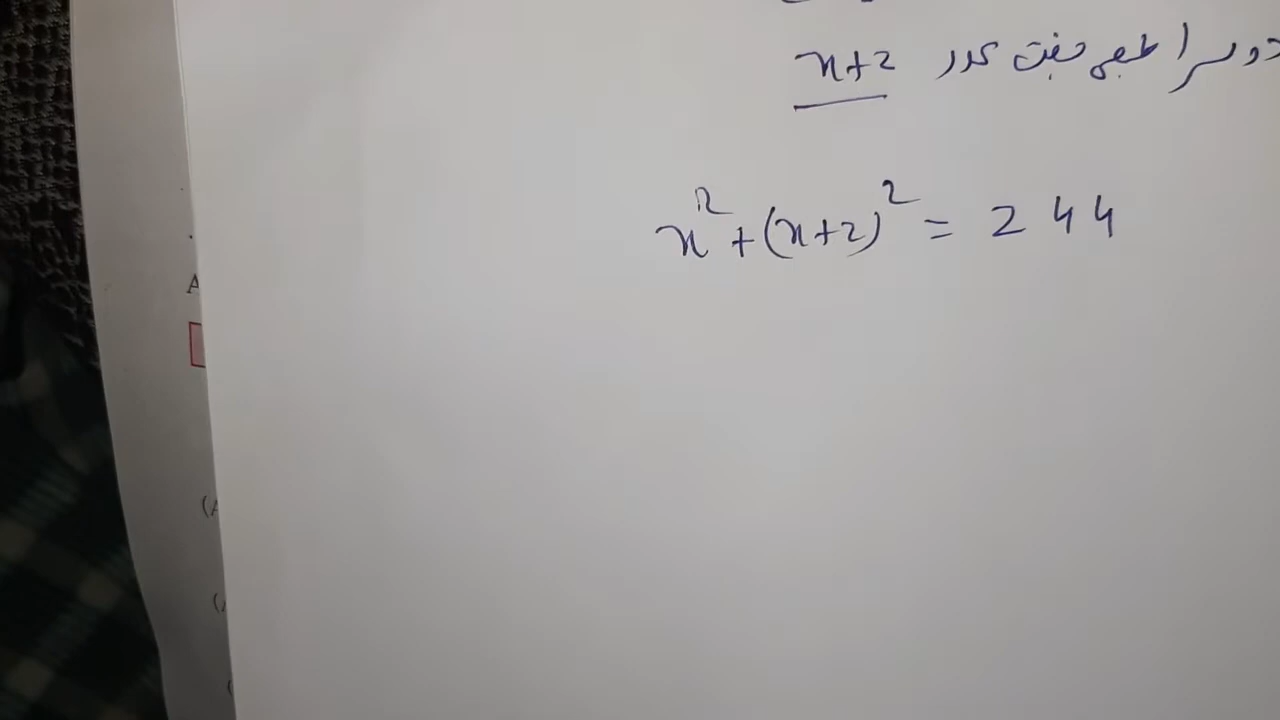 دوسرا طبعی جفت عدد x+2
x² + (x+2)² = 244